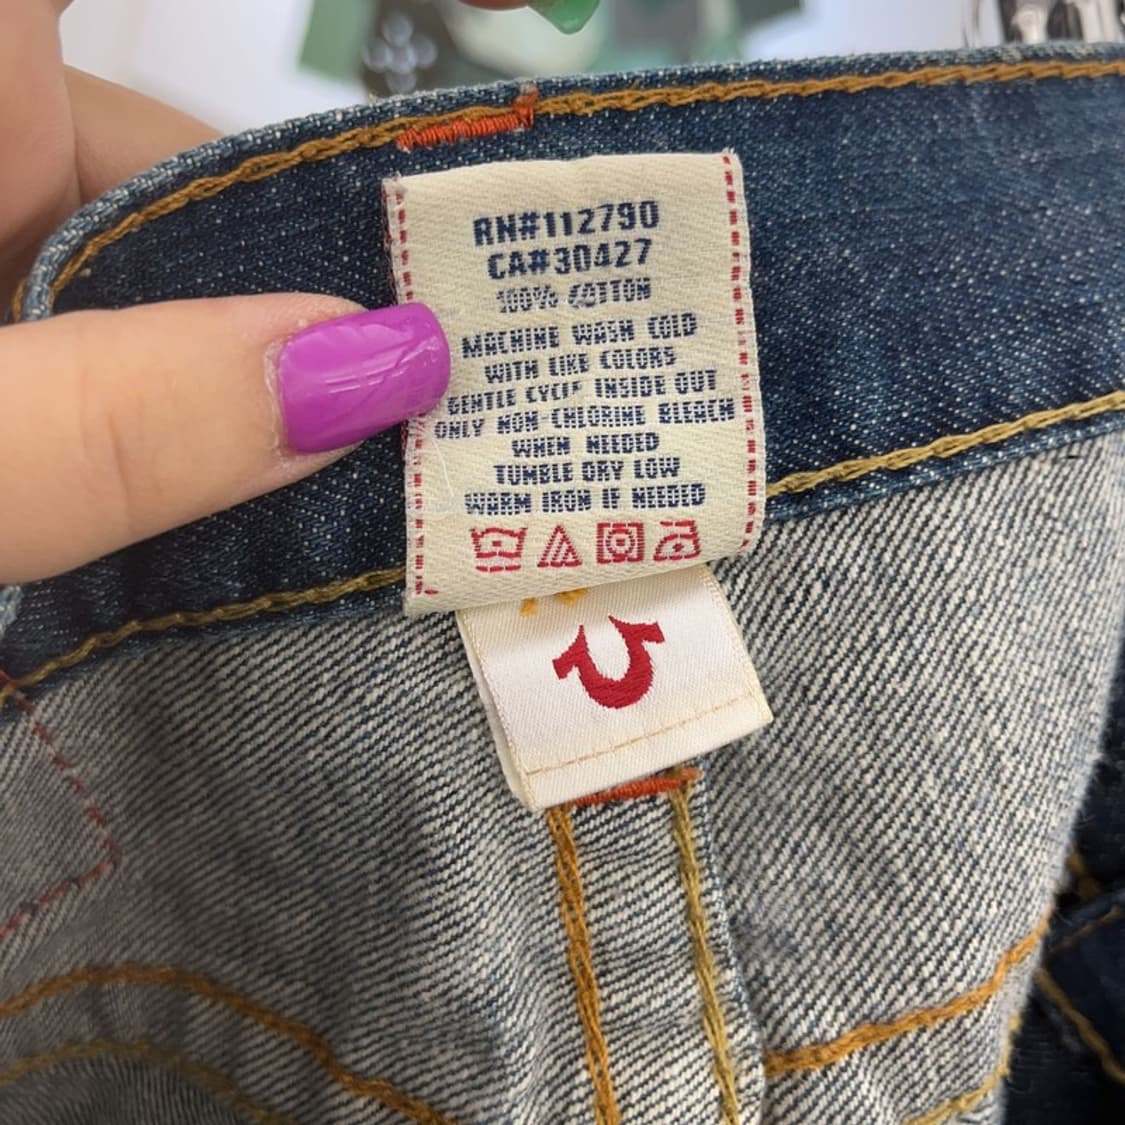 RN#112790
CA#30427
100% COTTON
MACHINE WASH COLD
WITH LIKE COLORS
GENTLE CYCLE INSIDE OUT
ONLY NON-CHLORINE BLEACH
WHEN NEEDED
TUMBLE DRY LOW
WARM IRON IF NEEDED